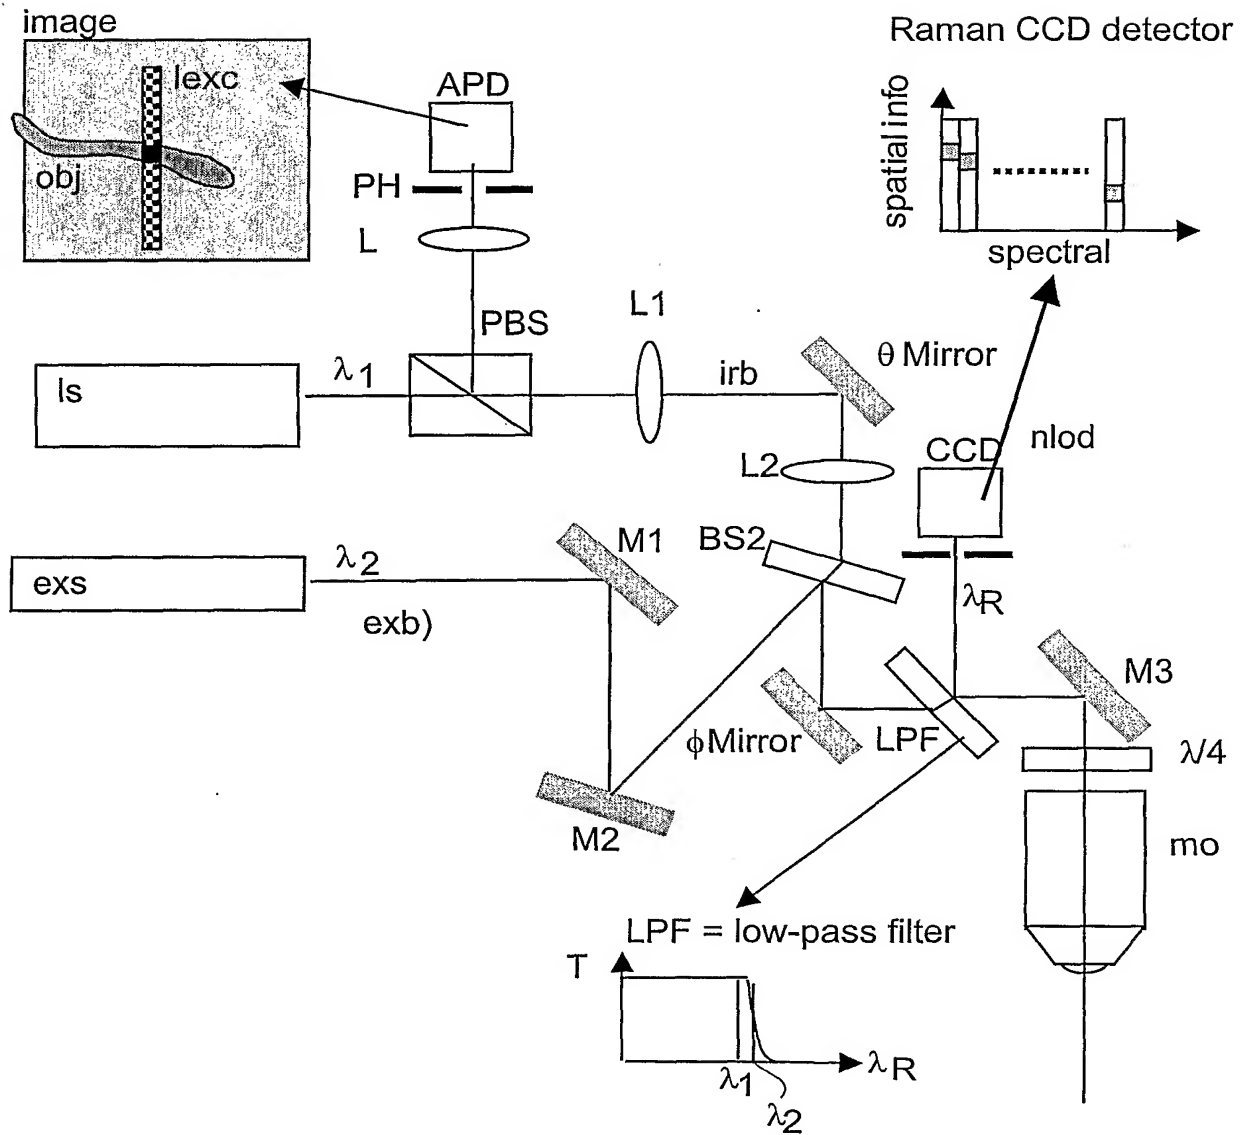 image
Raman CCD detector
lexc
APD
spatial info
obj
PH
L
spectral
PBS
L1
θ Mirror
λ1
irb
ls
nlod
CCD
L2
M1
BS2
λ2
exs
λR
exb)
M3
ϕ Mirror
LPF
λ/4
M2
mo
LPF = low-pass filter
T
λR
λ1
λ2